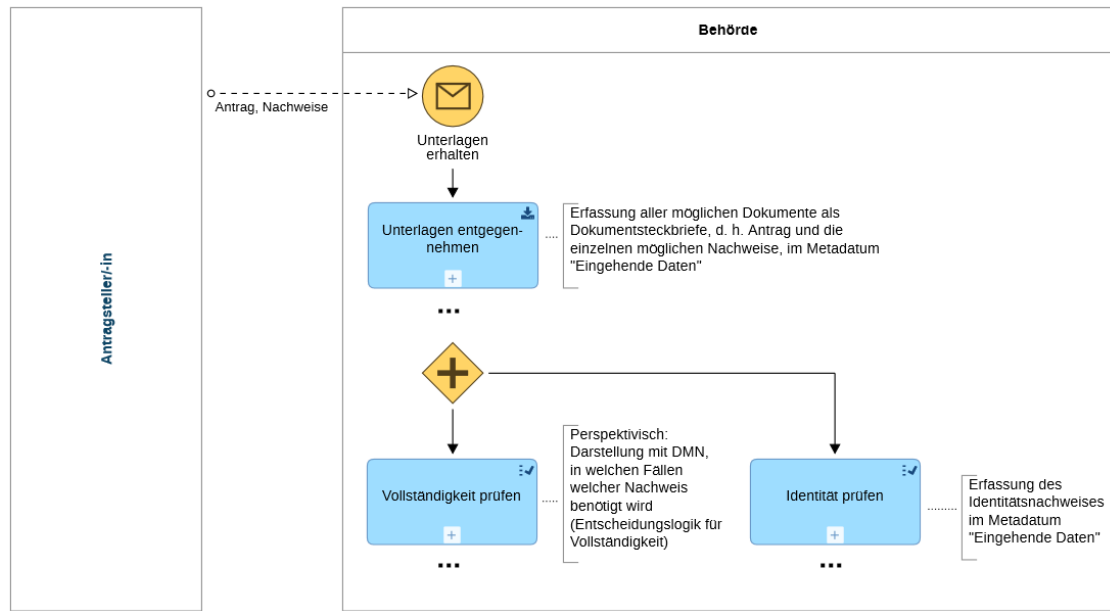 Behörde
Antragsteller/-in
Antrag, Nachweise
Unterlagen
erhalten
Unterlagen entgegen-
nehmen
Erfassung aller möglichen Dokumente als
Dokumentsteckbriefe, d. h. Antrag und die
einzelnen möglichen Nachweise, im Metadatum
"Eingehende Daten"
Vollständigkeit prüfen
Perspektivisch:
Darstellung mit DMN,
in welchen Fällen
welcher Nachweis
benötigt wird
(Entscheidungslogik für
Vollständigkeit)
Identität prüfen
Erfassung des
Identitätsnachweises
im Metadatum
"Eingehende Daten"